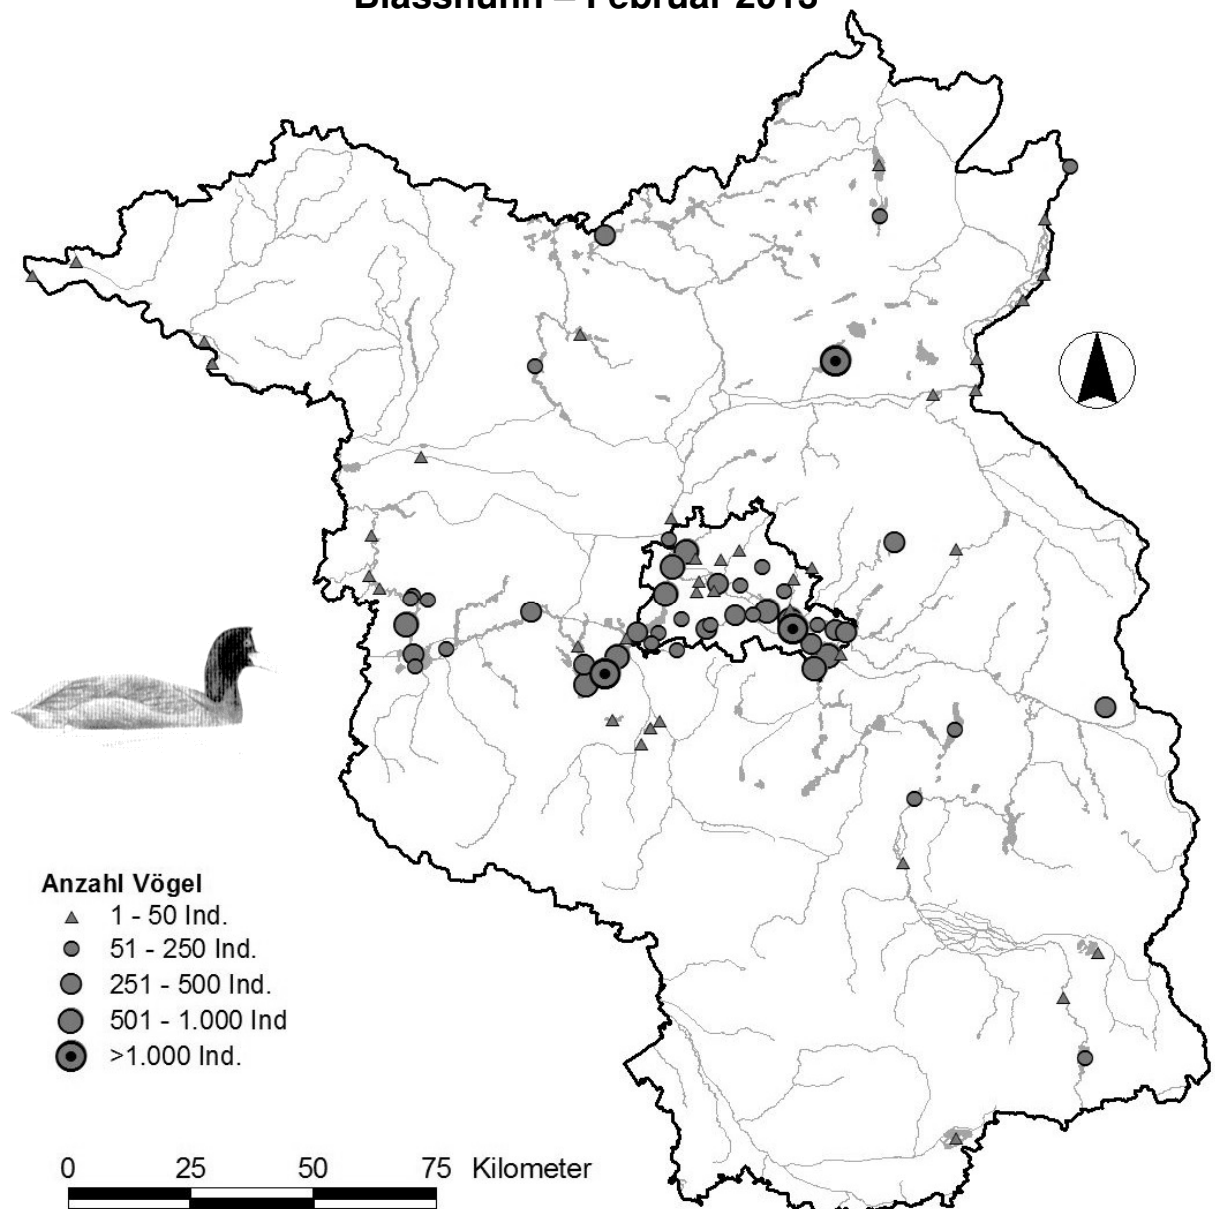 Blässhuhn – Februar 2013
Anzahl Vögel
1 - 50 Ind.
51 - 250 Ind.
251 - 500 Ind.
501 - 1.000 Ind
>1.000 Ind.
0 25 50 75 Kilometer